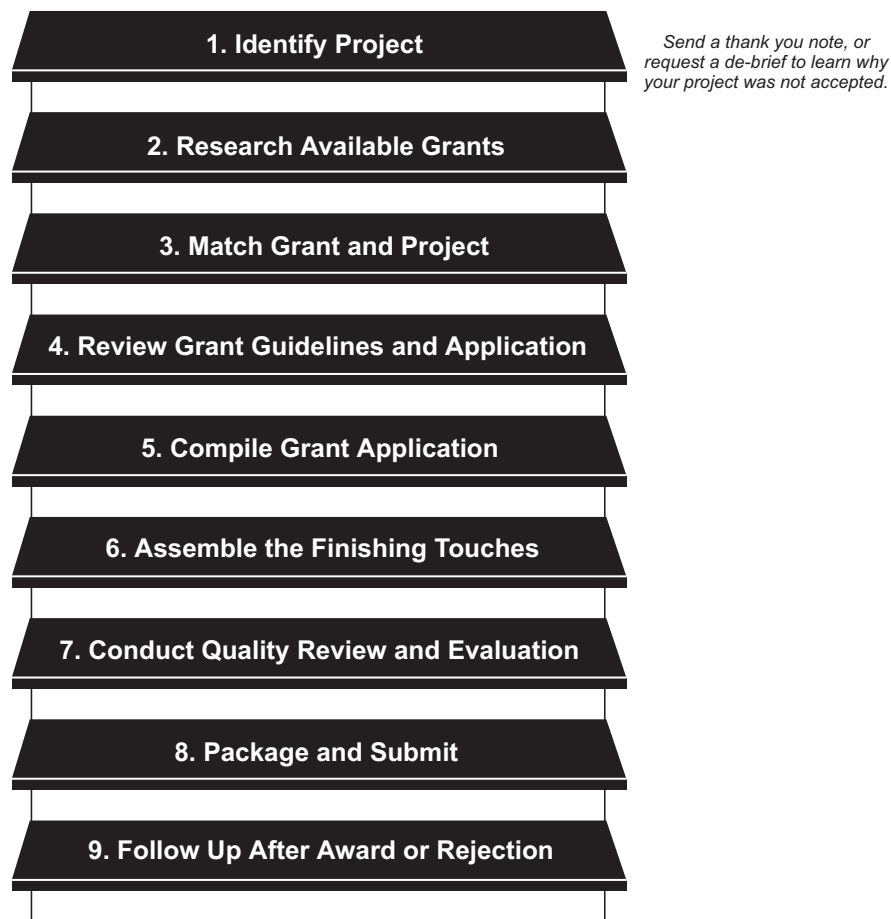 1. Identify Project
Send a thank you note, or
request a de-brief to learn why
your project was not accepted.
2. Research Available Grants
3. Match Grant and Project
4. Review Grant Guidelines and Application
5. Compile Grant Application
6. Assemble the Finishing Touches
7. Conduct Quality Review and Evaluation
8. Package and Submit
9. Follow Up After Award or Rejection